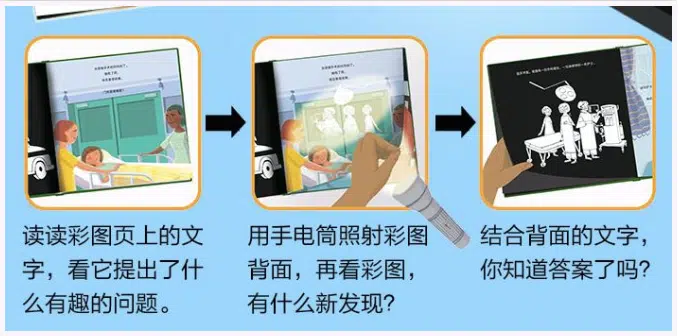 读读彩图页上的文
字，看它提出了什
么有趣的问题。
用手电筒照射彩图
背面，再看彩图，
有什么新发现？
结合背面的文字，
你知道答案了吗？